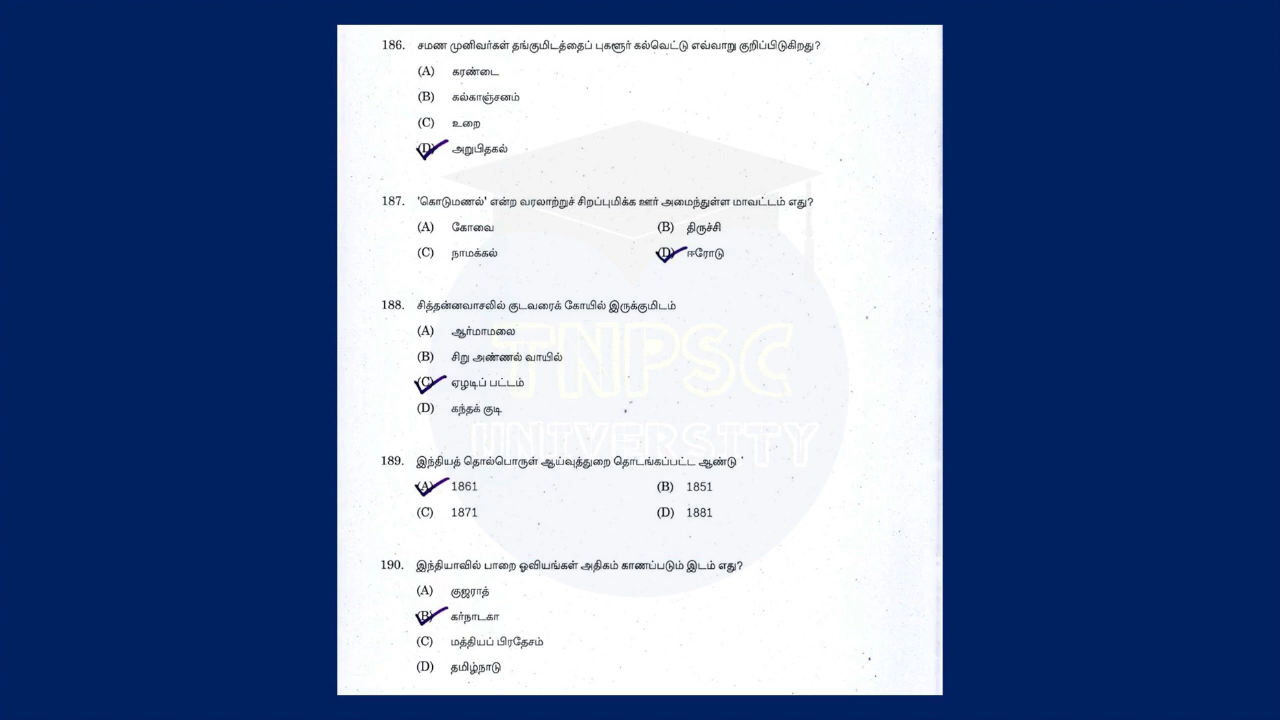 186. சமண முனிவர்கள் தங்குமிடத்தைப் புகளூர் கல்வெட்டு எவ்வாறு குறிப்பிடுகிறது?
(A) கரண்டை
(B) கல்காஞ்சனம்
(C) உறை
(D) அறுபிதகல்
187. 'கொடுமணல்' என்ற வரலாற்றுச் சிறப்புமிக்க ஊர் அமைந்துள்ள மாவட்டம் எது?
(A) கோவை (B) திருச்சி
(C) நாமக்கல் (D) ஈரோடு
188. சித்தன்னவாசலில் குடவரைக் கோயில் இருக்குமிடம்
(A) ஆர்மாமலை
(B) சிறு அண்ணல் வாயில்
(C) ஏழடிப் பட்டம்
(D) கந்தக் குடி
TNPSC
UNIVERSITY
189. இந்தியத் தொல்பொருள் ஆய்வுத்துறை தொடங்கப்பட்ட ஆண்டு
(A) 1861 (B) 1851
(C) 1871 (D) 1881
190. இந்தியாவில் பாறை ஓவியங்கள் அதிகம் காணப்படும் இடம் எது?
(A) குஜராத்
(B) கர்நாடகா
(C) மத்தியப் பிரதேசம்
(D) தமிழ்நாடு